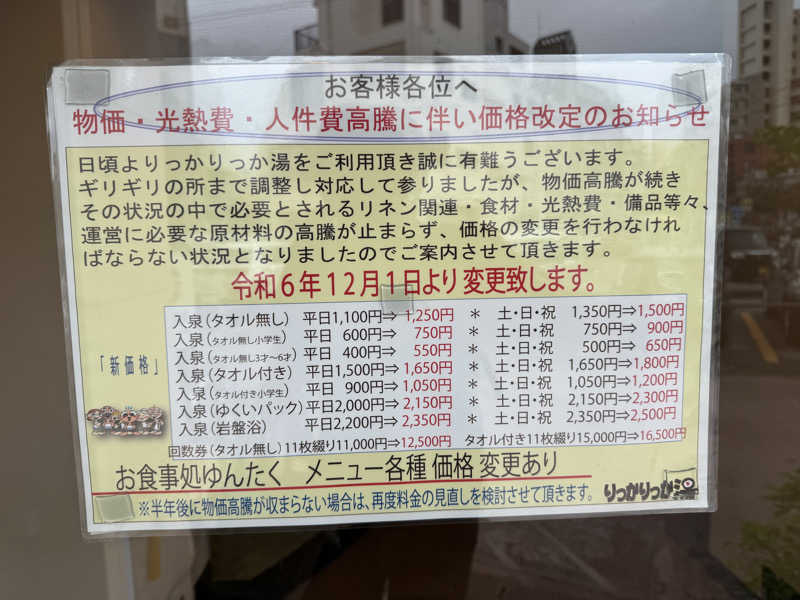 お客様各位へ
物価・光熱費・人件費高騰に伴い価格改定のお知らせ
日頃よりりっかりっか湯をご利用頂き誠に有難うございます。
ギリギリの所まで調整し対応して参りましたが、物価高騰が続き
その状況の中で必要とされるリネン関連・食材・光熱費・備品等々、
運営に必要な原材料の高騰が止まらず、価格の変更を行わなけれ
ばならない状況となりましたのでご案内させて頂きます。
令和6年12月1日より変更致します。
「新価格」
入泉(タオル無し) 平日1,100円⇒1,250円 * 土・日・祝 1,350円⇒1,500円
入泉(タオル無し小学生) 平日 600円⇒ 750円 * 土・日・祝 750円⇒ 900円
入泉(タオル無し3才〜6才) 平日 400円⇒ 550円 * 土・日・祝 500円⇒ 650円
入泉(タオル付き) 平日1,500円⇒1,650円 * 土・日・祝 1,650円⇒1,800円
入泉(タオル付き小学生) 平日 900円⇒1,050円 * 土・日・祝 1,050円⇒1,200円
入泉(ゆくいパック) 平日2,000円⇒2,150円 * 土・日・祝 2,150円⇒2,300円
入泉(岩盤浴) 平日2,200円⇒2,350円 * 土・日・祝 2,350円⇒2,500円
回数券(タオル無し)11枚綴り11,000円⇒12,500円 タオル付き11枚綴り15,000円⇒16,500円
お食事処ゆんたく メニュー各種 価格 変更あり
※半年後に物価高騰が収まらない場合は、再度料金の見直しを検討させて頂きます。
りっかりっか湯